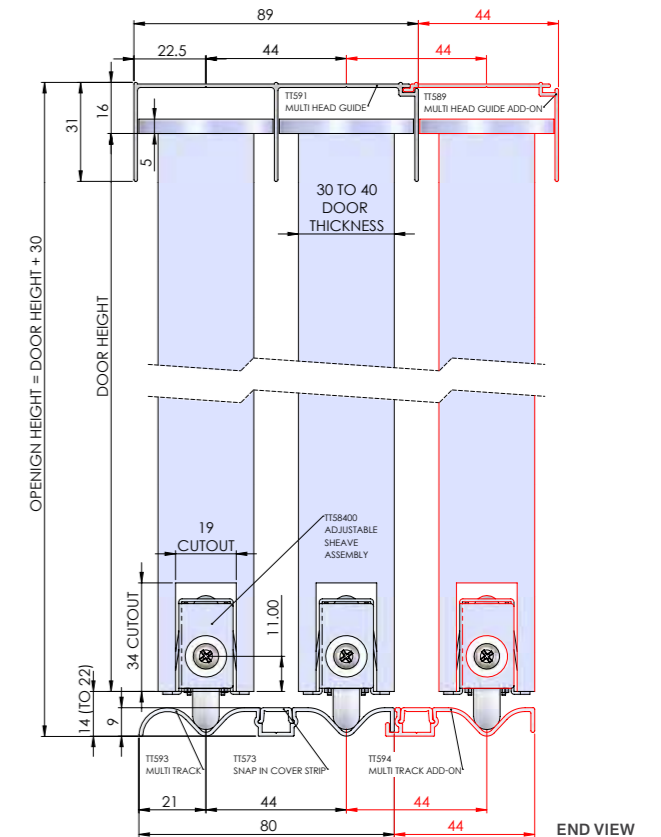 89
44
22.5
44
44
TT591
MULTI HEAD GUIDE
TT589
MULTI HEAD GUIDE ADD-ON
16
31
5
30 TO 40
DOOR
THICKNESS
OPENIGN HEIGHT = DOOR HEIGHT + 30
DOOR HEIGHT
TT58400
ADJUSTABLE
SHEAVE
ASSEMBLY
19
CUTOUT
34 CUTOUT
11.00
14 (TO 22)
9
TT593
MULTI TRACK
TT573
SNAP IN COVER STRIP
TT594
MULTI TRACK ADD-ON
21
44
44
80
44
END VIEW